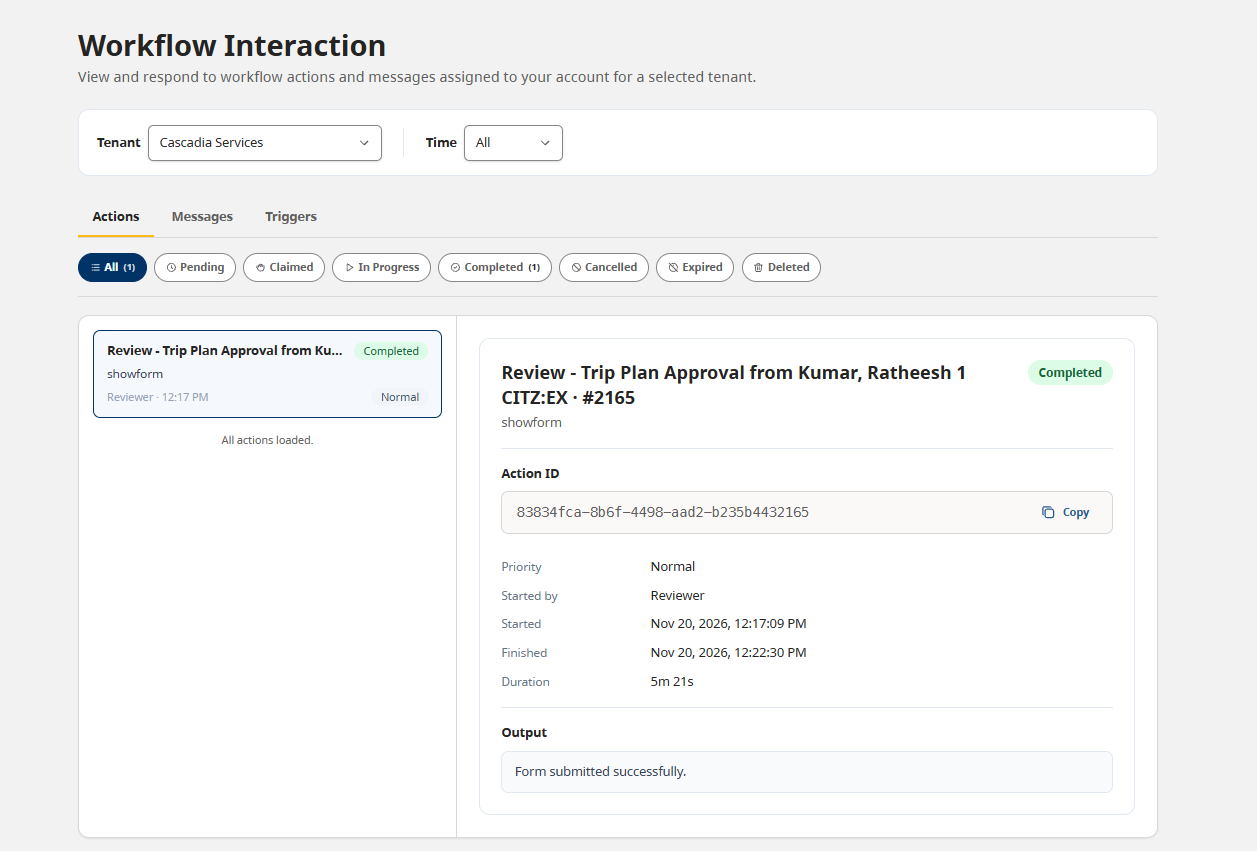 Workflow Interaction
View and respond to workflow actions and messages assigned to your account for a selected tenant.
Tenant Cascadia Services Time All
Actions Messages Triggers
All (1) Pending Claimed In Progress Completed (1) Cancelled Expired Deleted
Review - Trip Plan Approval from Ku... Completed
showform
Reviewer · 12:17 PM Normal
All actions loaded.
Review - Trip Plan Approval from Kumar, Ratheesh 1
CITZ:EX · #2165
Completed
showform
Action ID
83834fca-8b6f-4498-aad2-b235b4432165 Copy
Priority Normal
Started by Reviewer
Started Nov 20, 2026, 12:17:09 PM
Finished Nov 20, 2026, 12:22:30 PM
Duration 5m 21s
Output
Form submitted successfully.